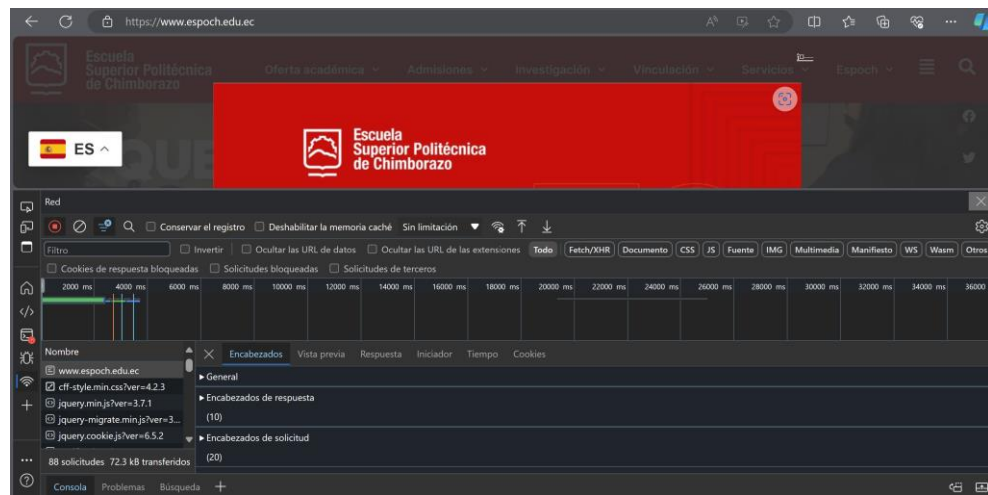 https://www.espoch.edu.ec
Escuela
Superior Politécnica
de Chimborazo
Oferta académica Admisiones Investigación Vinculación Servicios Espoch
Escuela
Superior Politécnica
de Chimborazo
ES
QUE
Red
Conservar el registro Deshabilitar la memoria caché Sin limitación
Filtro Invertir Ocultar las URL de datos Ocultar las URL de las extensiones Todo Fetch/XHR Documento CSS JS Fuente IMG Multimedia Manifiesto WS Wasm Otros
Cookies de respuesta bloqueadas Solicitudes bloqueadas Solicitudes de terceros
2000 ms 4000 ms 6000 ms 8000 ms 10000 ms 12000 ms 14000 ms 16000 ms 18000 ms 20000 ms 22000 ms 24000 ms 26000 ms 28000 ms 30000 ms 32000 ms 34000 ms 36000
Nombre Encabezados Vista previa Respuesta Iniciador Tiempo Cookies
www.espoch.edu.ec
General
cff-style.min.css?ver=4.2.3
jquery.min.js?ver=3.7.1
Encabezados de respuesta
jquery-migrate.min.js?ver=3...
(10)
jquery.cookie.js?ver=6.5.2
Encabezados de solicitud
88 solicitudes 72.3 kB transferidos
(20)
Consola Problemas Búsqueda